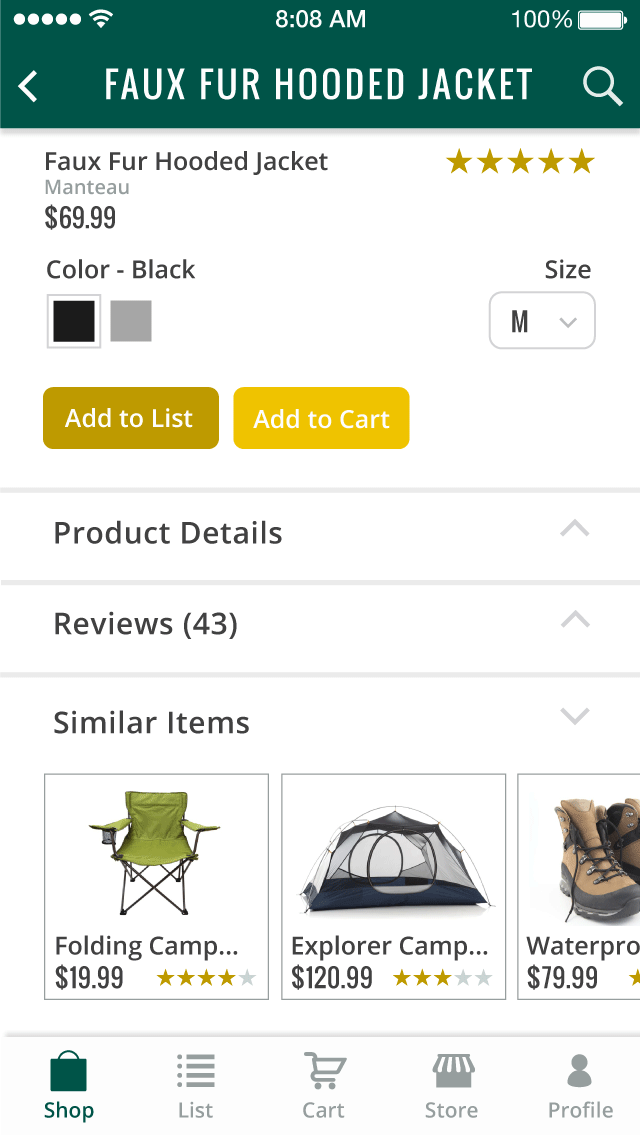 8:08 AM 100%
FAUX FUR HOODED JACKET
Faux Fur Hooded Jacket
Manteau
$69.99
Color - Black Size
M
Add to List Add to Cart
Product Details
Reviews (43)
Similar Items
Folding Camp... Explorer Camp... Waterpro
$19.99 $120.99 $79.99
Shop List Cart Store Profile